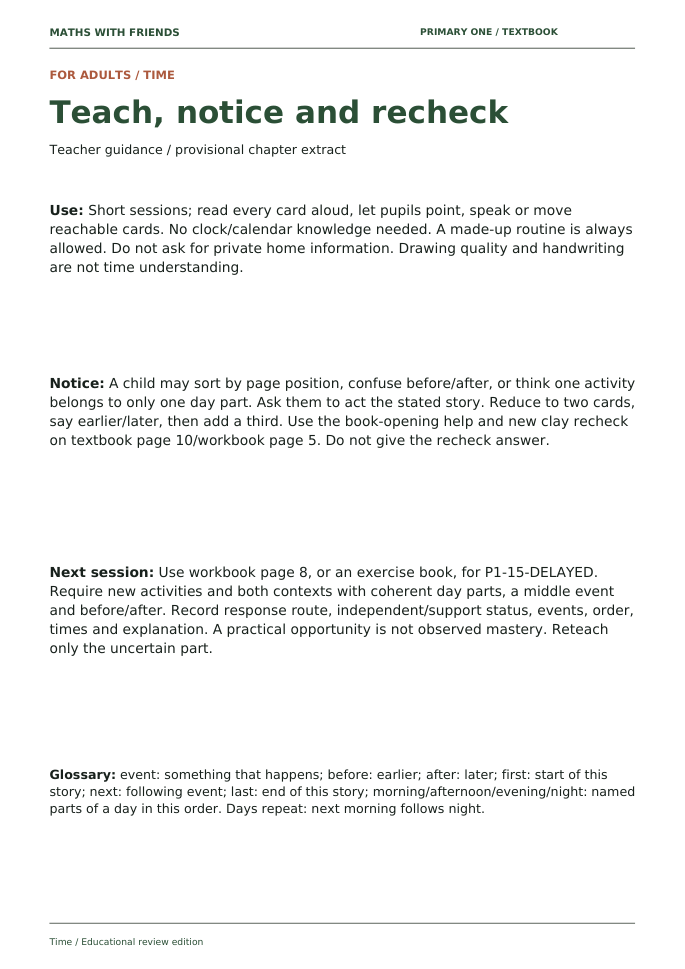 MATHS WITH FRIENDS
PRIMARY ONE / TEXTBOOK
FOR ADULTS / TIME
Teach, notice and recheck
Teacher guidance / provisional chapter extract
Use: Short sessions; read every card aloud, let pupils point, speak or move
reachable cards. No clock/calendar knowledge needed. A made-up routine is always
allowed. Do not ask for private home information. Drawing quality and handwriting
are not time understanding.
Notice: A child may sort by page position, confuse before/after, or think one activity
belongs to only one day part. Ask them to act the stated story. Reduce to two cards,
say earlier/later, then add a third. Use the book-opening help and new clay recheck
on textbook page 10/workbook page 5. Do not give the recheck answer.
Next session: Use workbook page 8, or an exercise book, for P1-15-DELAYED.
Require new activities and both contexts with coherent day parts, a middle event
and before/after. Record response route, independent/support status, events, order,
times and explanation. A practical opportunity is not observed mastery. Reteach
only the uncertain part.
Glossary: event: something that happens; before: earlier; after: later; first: start of this
story; next: following event; last: end of this story; morning/afternoon/evening/night: named
parts of a day in this order. Days repeat: next morning follows night.
Time / Educational review edition